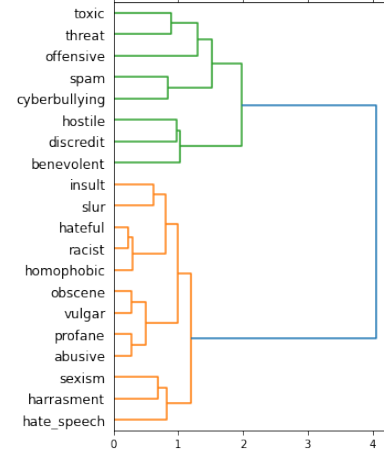 toxic
threat
offensive
spam
cyberbullying
hostile
discredit
benevolent
insult
slur
hateful
racist
homophobic
obscene
vulgar
profane
abusive
sexism
harrasment
hate_speech
0 1 2 3 4